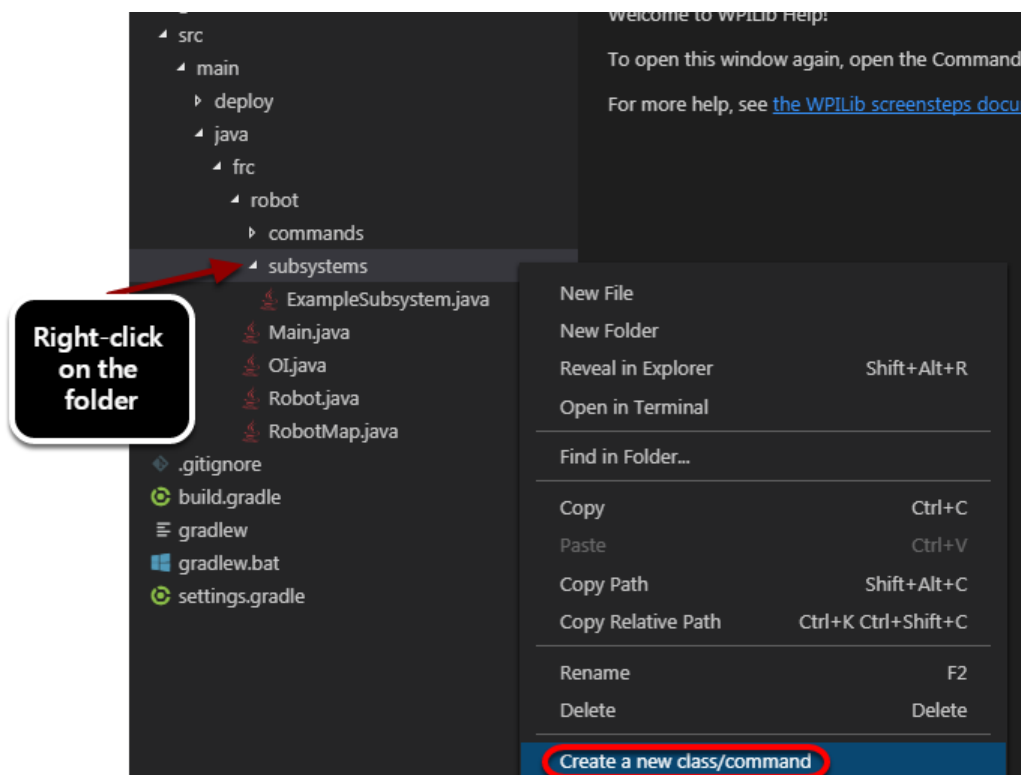 Welcome to WPILib Help!
src
To open this window again, open the Command
main
deploy
For more help, see the WPILib screensteps docu
java
frc
robot
commands
subsystems
ExampleSubsystem.java
Main.java
OI.java
Robot.java
RobotMap.java
.gitignore
build.gradle
gradlew
gradlew.bat
settings.gradle
Right-click
on the
folder
New File
New Folder
Reveal in Explorer Shift+Alt+R
Open in Terminal
Find in Folder...
Copy Ctrl+C
Paste Ctrl+V
Copy Path Shift+Alt+C
Copy Relative Path Ctrl+K Ctrl+Shift+C
Rename F2
Delete Delete
Create a new class/command